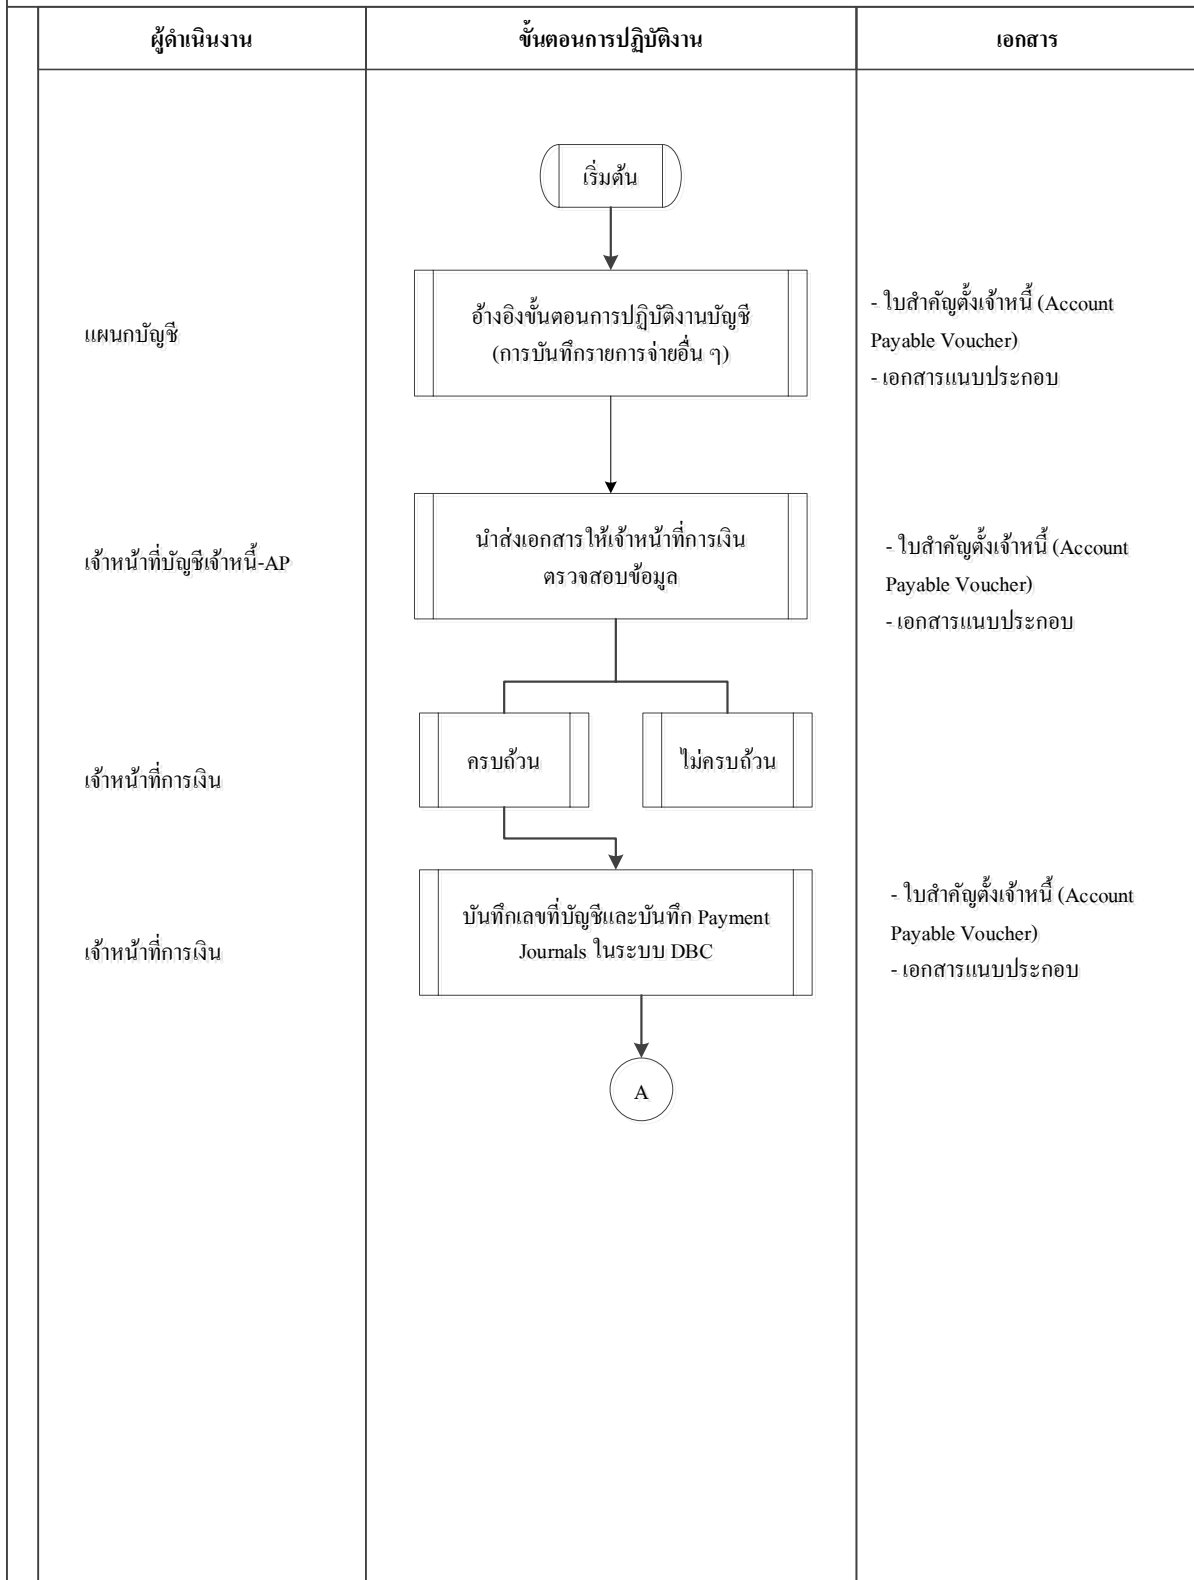 ผู้ดำเนินงาน
ขั้นตอนการปฏิบัติงาน
เอกสาร
เริ่มต้น
แผนกบัญชี
อ้างอิงขั้นตอนการปฏิบัติงานบัญชี
(การบันทึกรายการจ่ายอื่น ๆ)
- ใบสำคัญตั้งเจ้าหนี้ (Account
Payable Voucher)
- เอกสารแนบประกอบ
เจ้าหน้าที่บัญชีเจ้าหนี้-AP
นำส่งเอกสารให้เจ้าหน้าที่การเงิน
ตรวจสอบข้อมูล
- ใบสำคัญตั้งเจ้าหนี้ (Account
Payable Voucher)
- เอกสารแนบประกอบ
เจ้าหน้าที่การเงิน
ครบถ้วน
ไม่ครบถ้วน
เจ้าหน้าที่การเงิน
บันทึกเลขที่บัญชีและบันทึก Payment
Journals ในระบบ DBC
- ใบสำคัญตั้งเจ้าหนี้ (Account
Payable Voucher)
- เอกสารแนบประกอบ
A